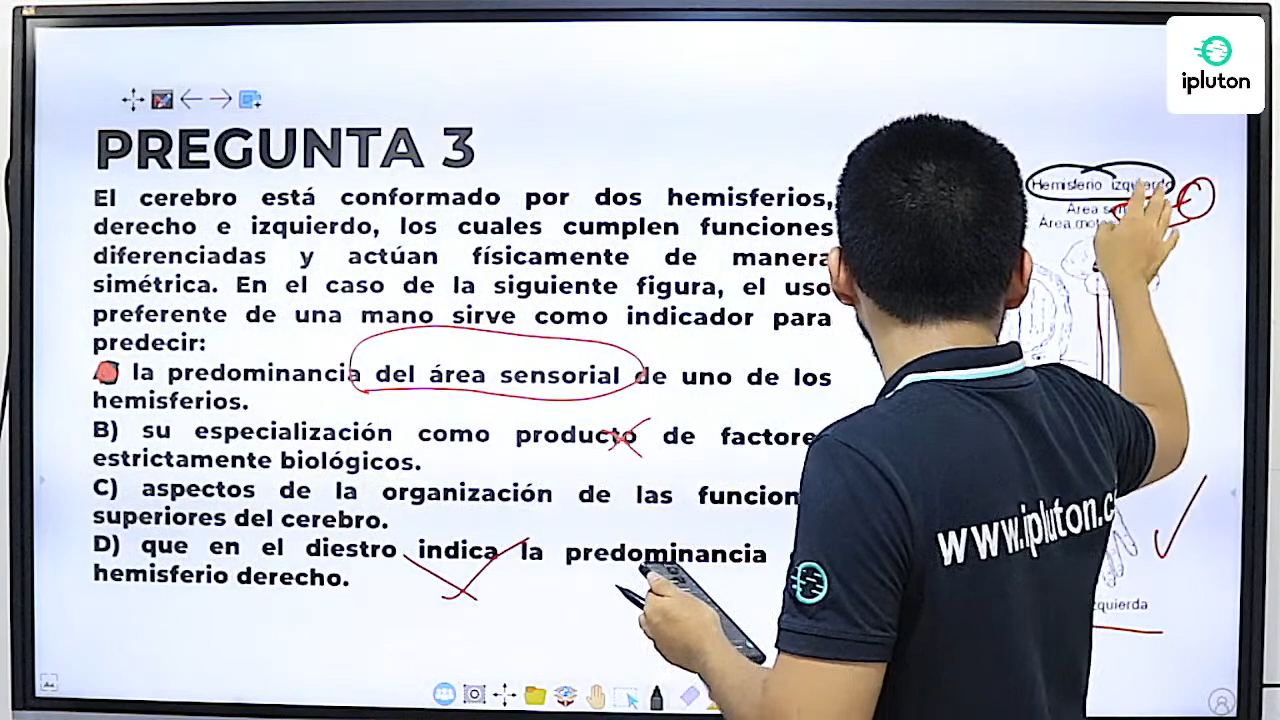 ipluton
PREGUNTA 3
El cerebro está conformado por dos hemisferios,
derecho e izquierdo, los cuales cumplen funciones
diferenciadas y actúan físicamente de manera
simétrica. En el caso de la siguiente figura, el uso
preferente de una mano sirve como indicador para
predecir:
la predominancia del área sensorial de uno de los
hemisferios.
B) su especialización como producto de factore
estrictamente biológicos.
C) aspectos de la organización de las funcion
superiores del cerebro.
D) que en el diestro indica la predominancia
hemisferio derecho.
Hemisferio izquierdo
Área
Área
zquierda
www.ipluton.c